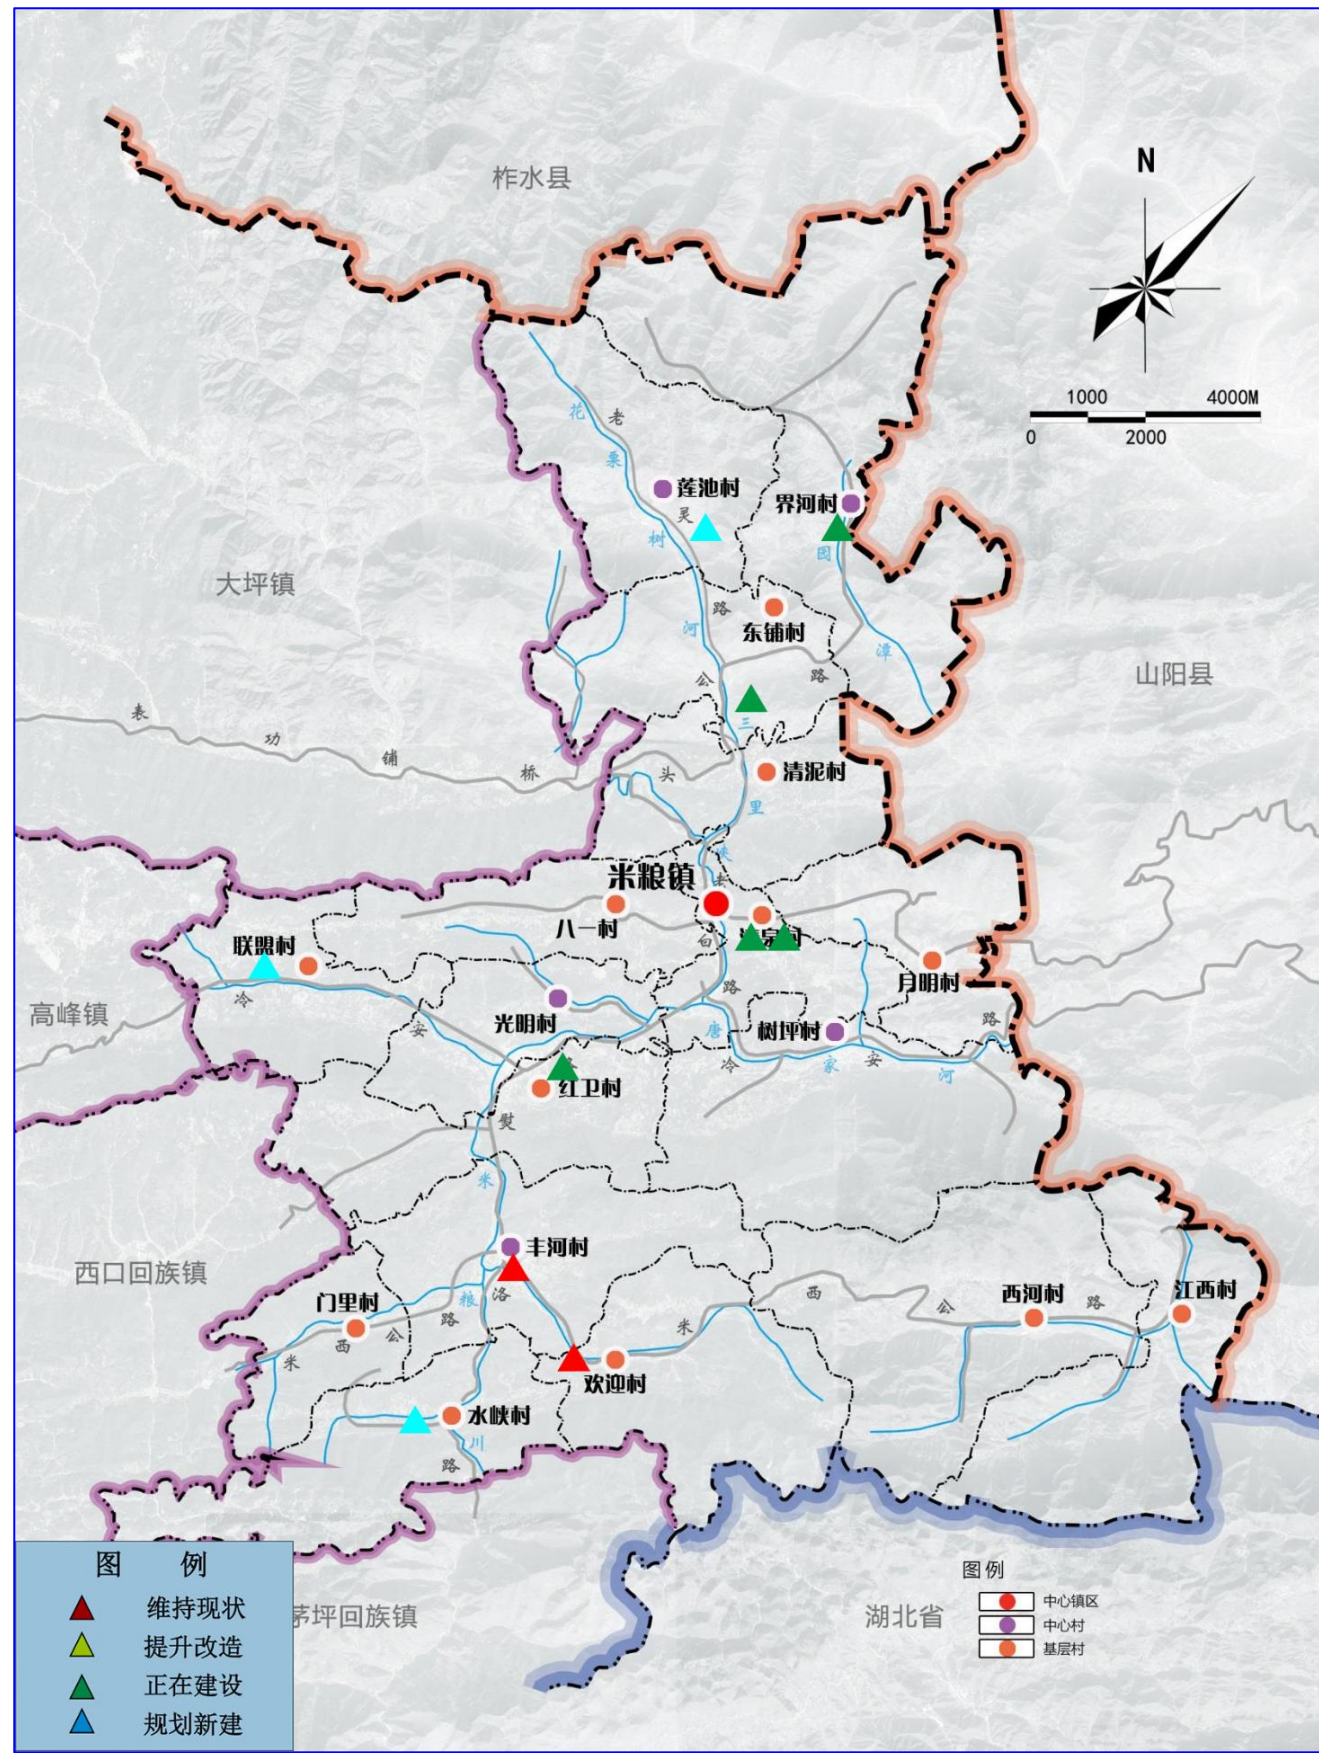 柞水县
N
1000 4000M
0 2000
花
老
栗
莲池村
灵
界河村
树
园
大坪镇
路
东铺村
河
潭
山阳县
公
路
表
功
铺
桥
头
三
清泥村
里
峡
米粮镇
八一村
联盟村
白
月明村
冷
高峰镇
光明村
安
路
唐
树坪村
路
冷
家
安
河
红卫村
熨
米
丰河村
西口回族镇
粮
洛
门里村
公
路
西
米
西
公
西河村
路
江西村
米
欢迎村
水峡村
川
路
图 例
维持现状
提升改造
正在建设
规划新建
茅坪回族镇
湖北省
图例
中心镇区
中心村
基层村